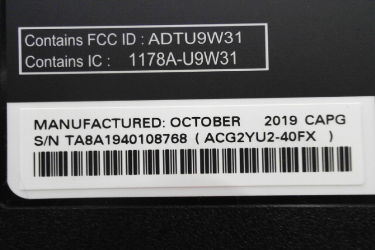 Contains FCC ID : ADTU9W31
Contains IC : 1178A-U9W31
MANUFACTURED: OCTOBER 2019 CAPG
S/N TA8A1940108768 ( ACG2YU2-40FX )